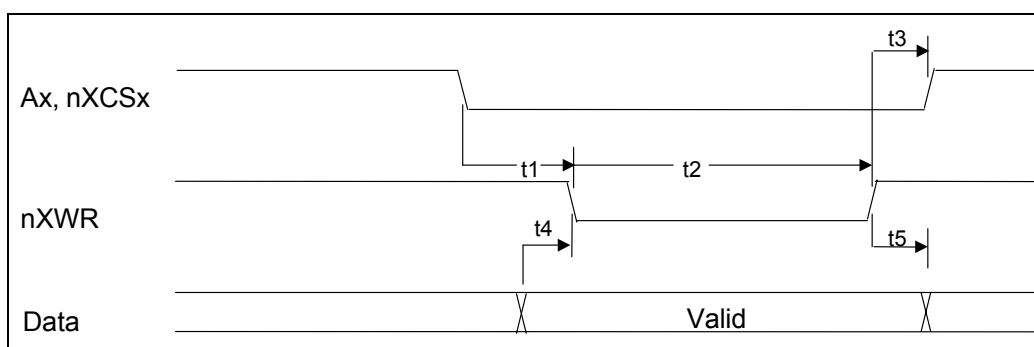 t3
Ax, nXCSx
t1
t2
nXWR
t4
t5
Data
Valid